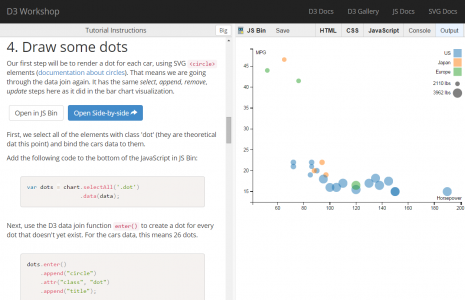 D3 Workshop
D3 Docs
D3 Gallery
JS Docs
SVG Docs
Tutorial Instructions
Big
JS Bin
Save
HTML
CSS
JavaScript
Console
Output
4. Draw some dots
Our first step will be to render a dot for each car, using SVG <circle>
elements (documentation about circles). That means we are going
through the data join again. It has the same select, append, remove,
update steps here as it did in the bar chart visualization.
Open in JS Bin
Open Side-by-side
First, we select all of the elements with class 'dot' (they are theoretical
dat this point) and bind the cars data to them.
Add the following code to the bottom of the JavaScript in JS Bin:
var dots = chart.selectAll('.dot')
.data(data);
Next, use the D3 data join function enter() to create a dot for every
dot that doesn't yet exist. For the cars data, this means 26 dots.
dots.enter()
.append("circle")
.attr("class", "dot")
.append("title");
MPG
45
40
35
30
25
20
15
60
80
100
120
140
160
180
200
Horsepower
US
Japan
Europe
2110 lbs
3962 lbs